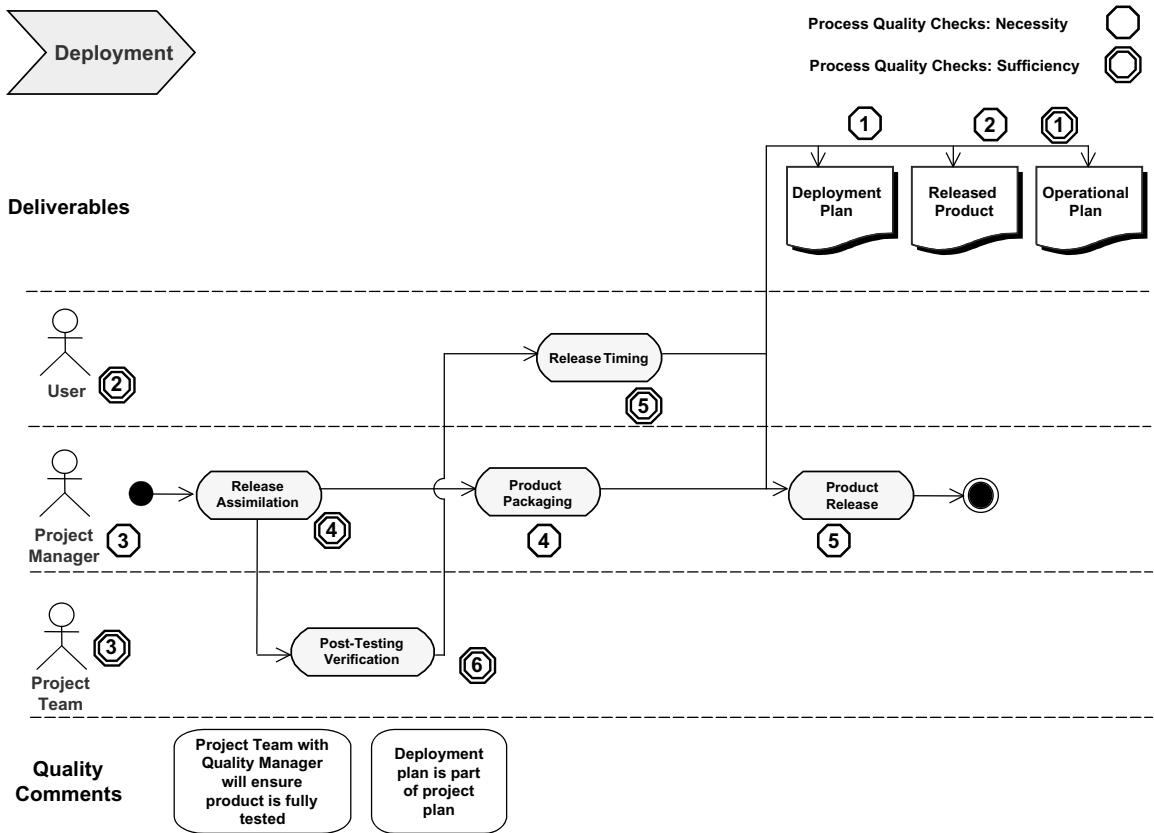 Deployment
Process Quality Checks: Necessity
Process Quality Checks: Sufficiency
1
2
1
Deliverables
Deployment
Plan
Released
Product
Operational
Plan
User
2
Release Timing
5
Project
Manager
3
Release
Assimilation
4
Product
Packaging
4
Product
Release
5
Project
Team
3
Post-Testing
Verification
6
Quality
Comments
Project Team with
Quality Manager
will ensure
product is fully
tested
Deployment
plan is part
of project
plan